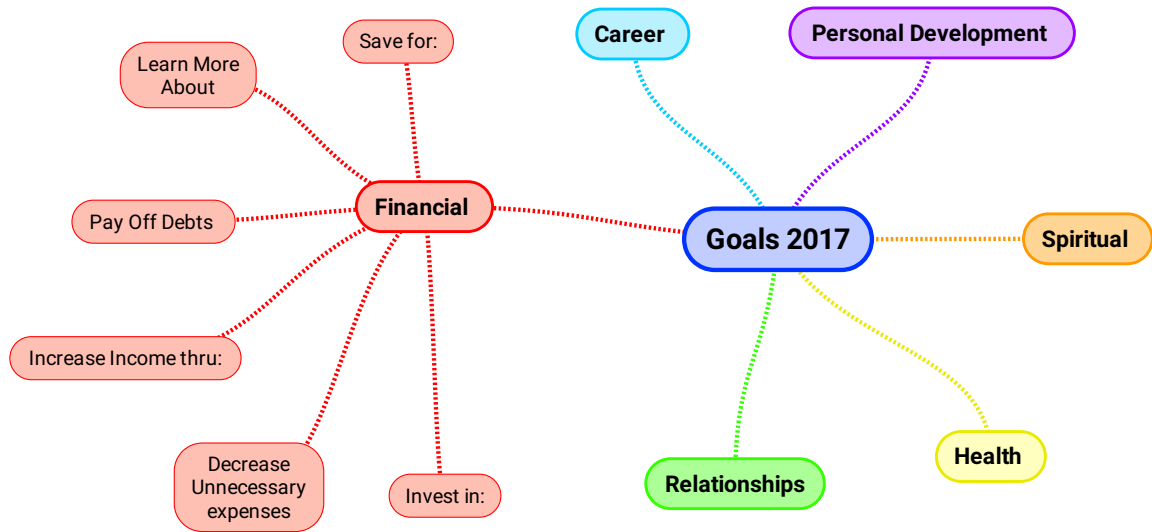 Save for:
Learn More
About
Pay Off Debts
Increase Income thru:
Decrease
Unnecessary
expenses
Invest in:
Financial
Goals 2017
Career
Personal Development
Spiritual
Health
Relationships